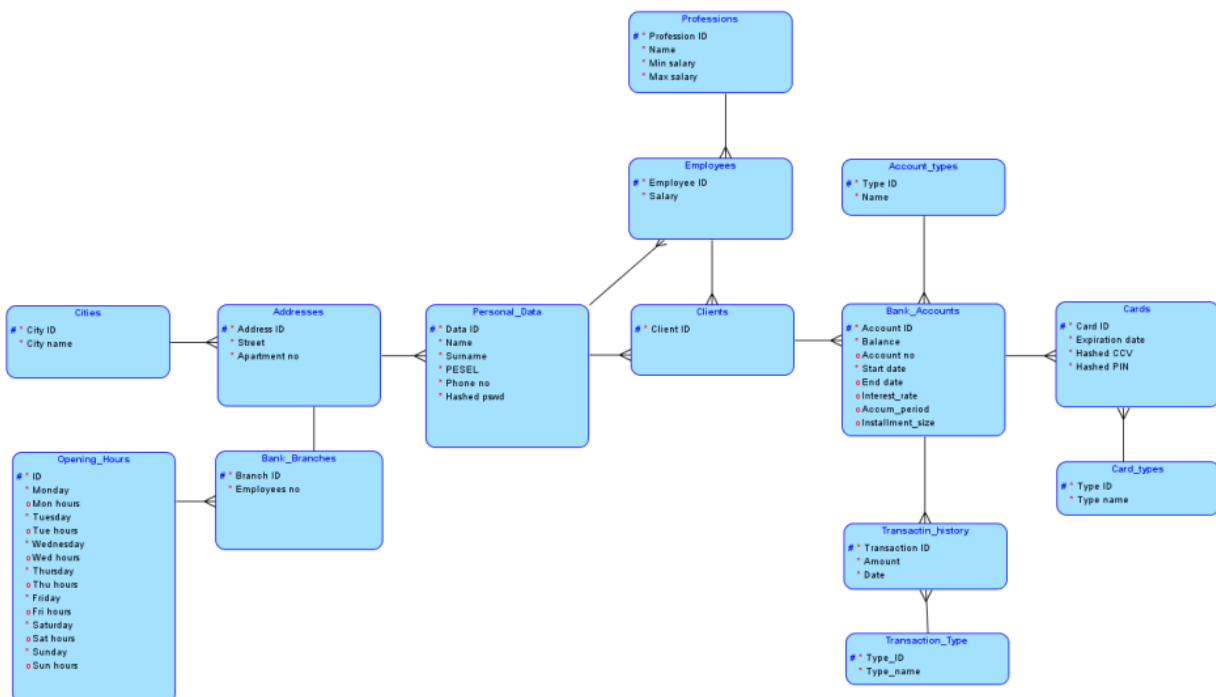 Professions
# * Profession ID
* Name
* Min salary
* Max salary
Employees
# * Employee ID
* Salary
Account_types
# * Type ID
* Name
Cities
# * City ID
* City name
Addresses
# * Address ID
* Street
* Apartment no
Personal_Data
# * Data ID
* Name
* Surname
* PESEL
* Phone no
* Hashed pswd
Clients
# * Client ID
Bank_Accounts
# * Account ID
* Balance
o Account no
* Start date
o End date
o Interest_rate
o Accum_period
o Installment_size
Cards
# * Card ID
* Expiration date
* Hashed CCV
* Hashed PIN
Opening_Hours
# * ID
* Monday
o Mon hours
* Tuesday
o Tue hours
* Wednesday
o Wed hours
* Thursday
o Thu hours
* Friday
o Fri hours
* Saturday
o Sat hours
* Sunday
o Sun hours
Bank_Branches
# * Branch ID
* Employees no
Card_types
# * Type ID
* Type name
Transactin_history
# * Transaction ID
* Amount
* Date
Transaction_Type
# * Type_ID
* Type_name